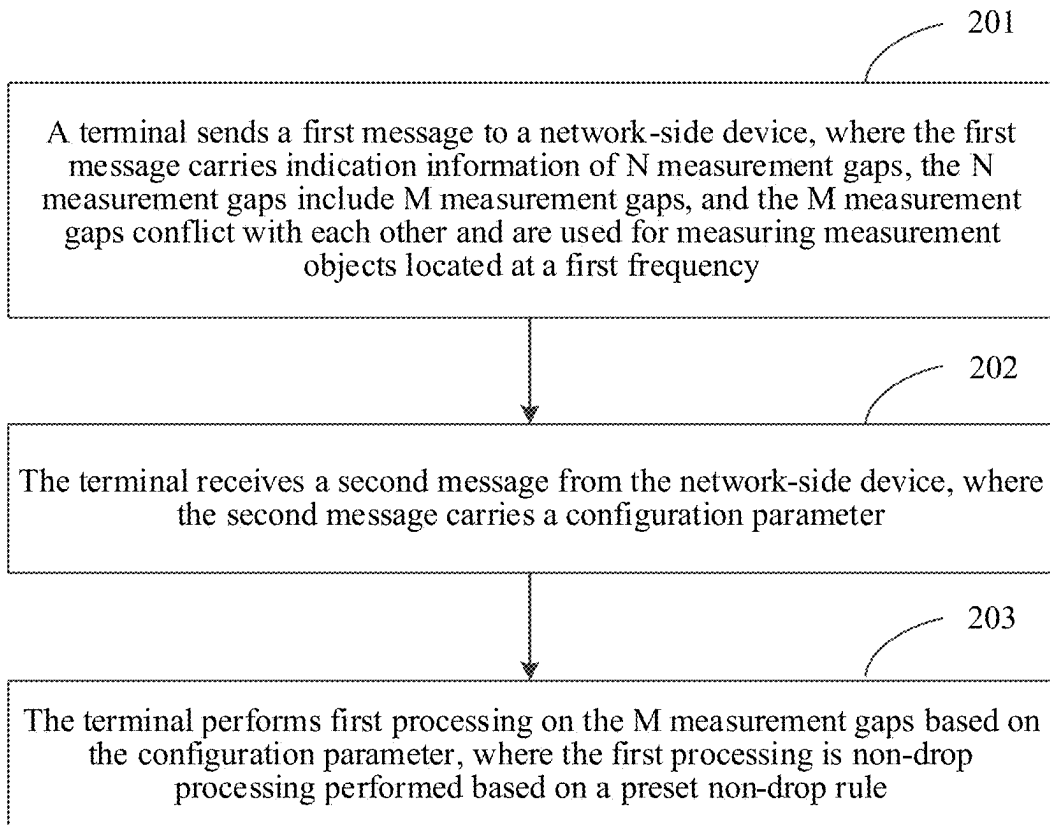 201
A terminal sends a first message to a network-side device, where the first
message carries indication information of N measurement gaps, the N
measurement gaps include M measurement gaps, and the M measurement
gaps conflict with each other and are used for measuring measurement
objects located at a first frequency
202
The terminal receives a second message from the network-side device, where
the second message carries a configuration parameter
203
The terminal performs first processing on the M measurement gaps based on
the configuration parameter, where the first processing is non-drop
processing performed based on a preset non-drop rule